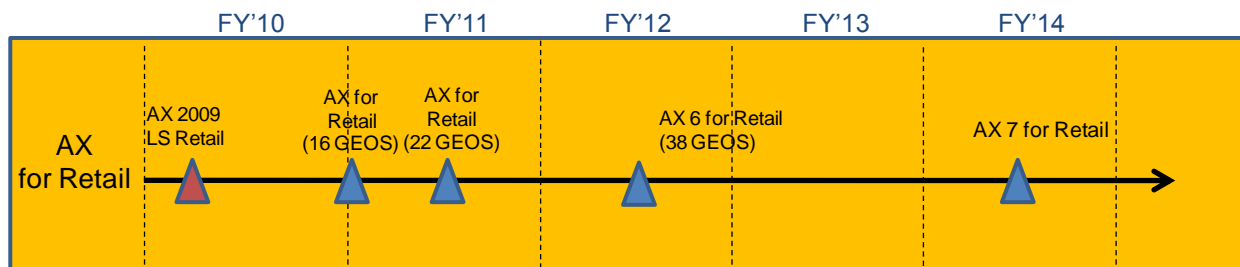 FY'10
FY'11
FY'12
FY'13
FY'14
AX
for Retail
AX 2009
LS Retail
AX for
Retail
(16 GEOS)
AX for
Retail
(22 GEOS)
AX 6 for Retail
(38 GEOS)
AX 7 for Retail